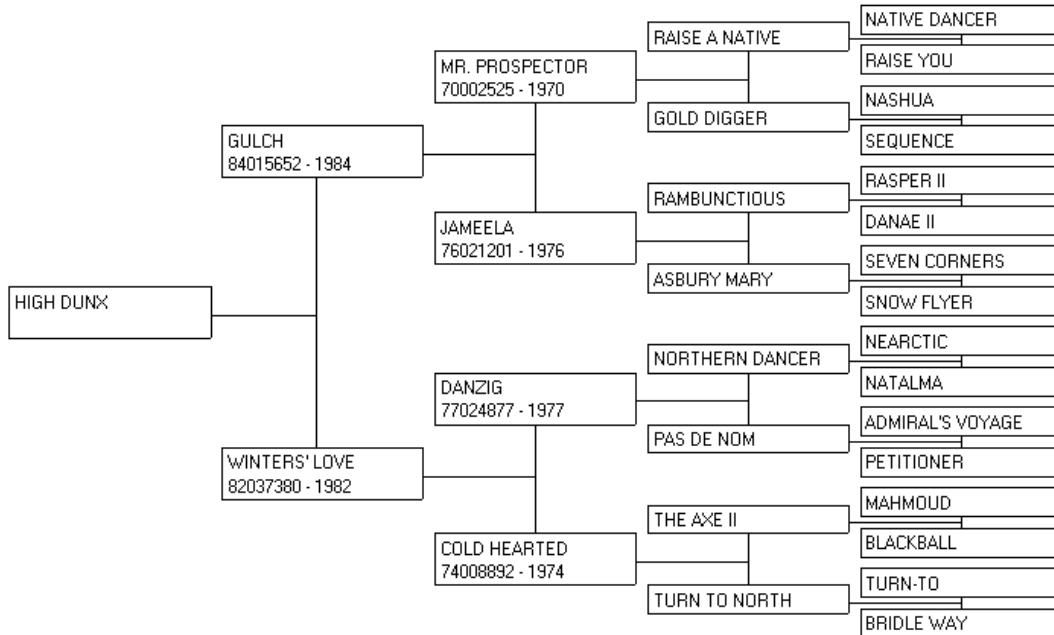 NATIVE DANCER
RAISE A NATIVE
RAISE YOU
MR. PROSPECTOR
70002525 - 1970
NASHUA
GOLD DIGGER
SEQUENCE
GULCH
84015652 - 1984
RASPER II
RAMBUNCTIOUS
DANAE II
JAMEELA
76021201 - 1976
SEVEN CORNERS
ASBURY MARY
SNOW FLYER
HIGH DUNX
NEARCTIC
NORTHERN DANCER
NATALMA
DANZIG
77024877 - 1977
ADMIRAL'S VOYAGE
PAS DE NOM
PETITIONER
WINTERS' LOVE
82037380 - 1982
MAHMOUD
THE AXE II
BLACKBALL
COLD HEARTED
74008892 - 1974
TURN-TO
TURN TO NORTH
BRIDLE WAY